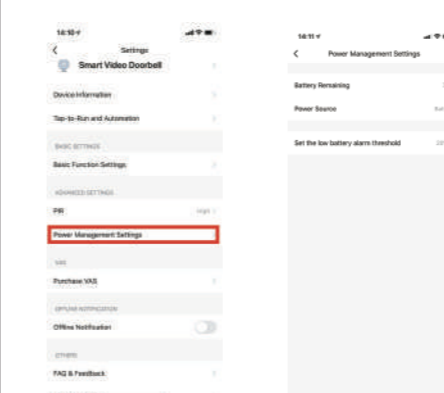 14:10
Settings
Smart Video Doorbell
Device Information
Tap-to-Run and Automation
BASIC SETTINGS
Basic Function Settings
ADVANCED SETTINGS
PIR High
Power Management Settings
VAS
Purchase VAS
OFFLINE NOTIFICATION
Offline Notification
OTHERS
FAQ & Feedback
14:11
Power Management Settings
Battery Remaining
Power Source
Set the low battery alarm threshold